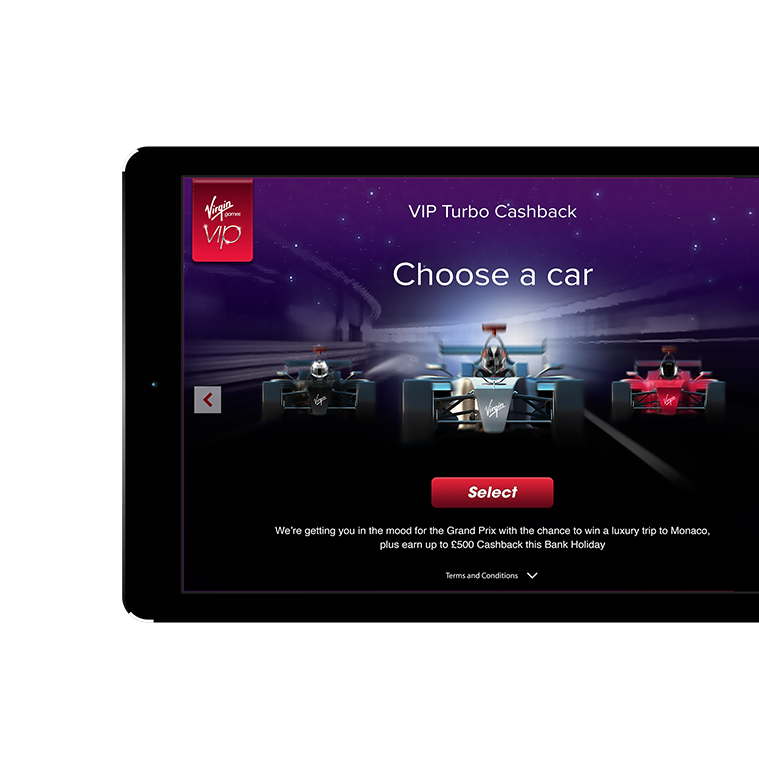 Virgin
games
VIP
VIP Turbo Cashback
Choose a car
Virgin
Virgin
Virgin
Select
We're getting you in the mood for the Grand Prix with the chance to win a luxury trip to Monaco,
plus earn up to £500 Cashback this Bank Holiday
Terms and Conditions